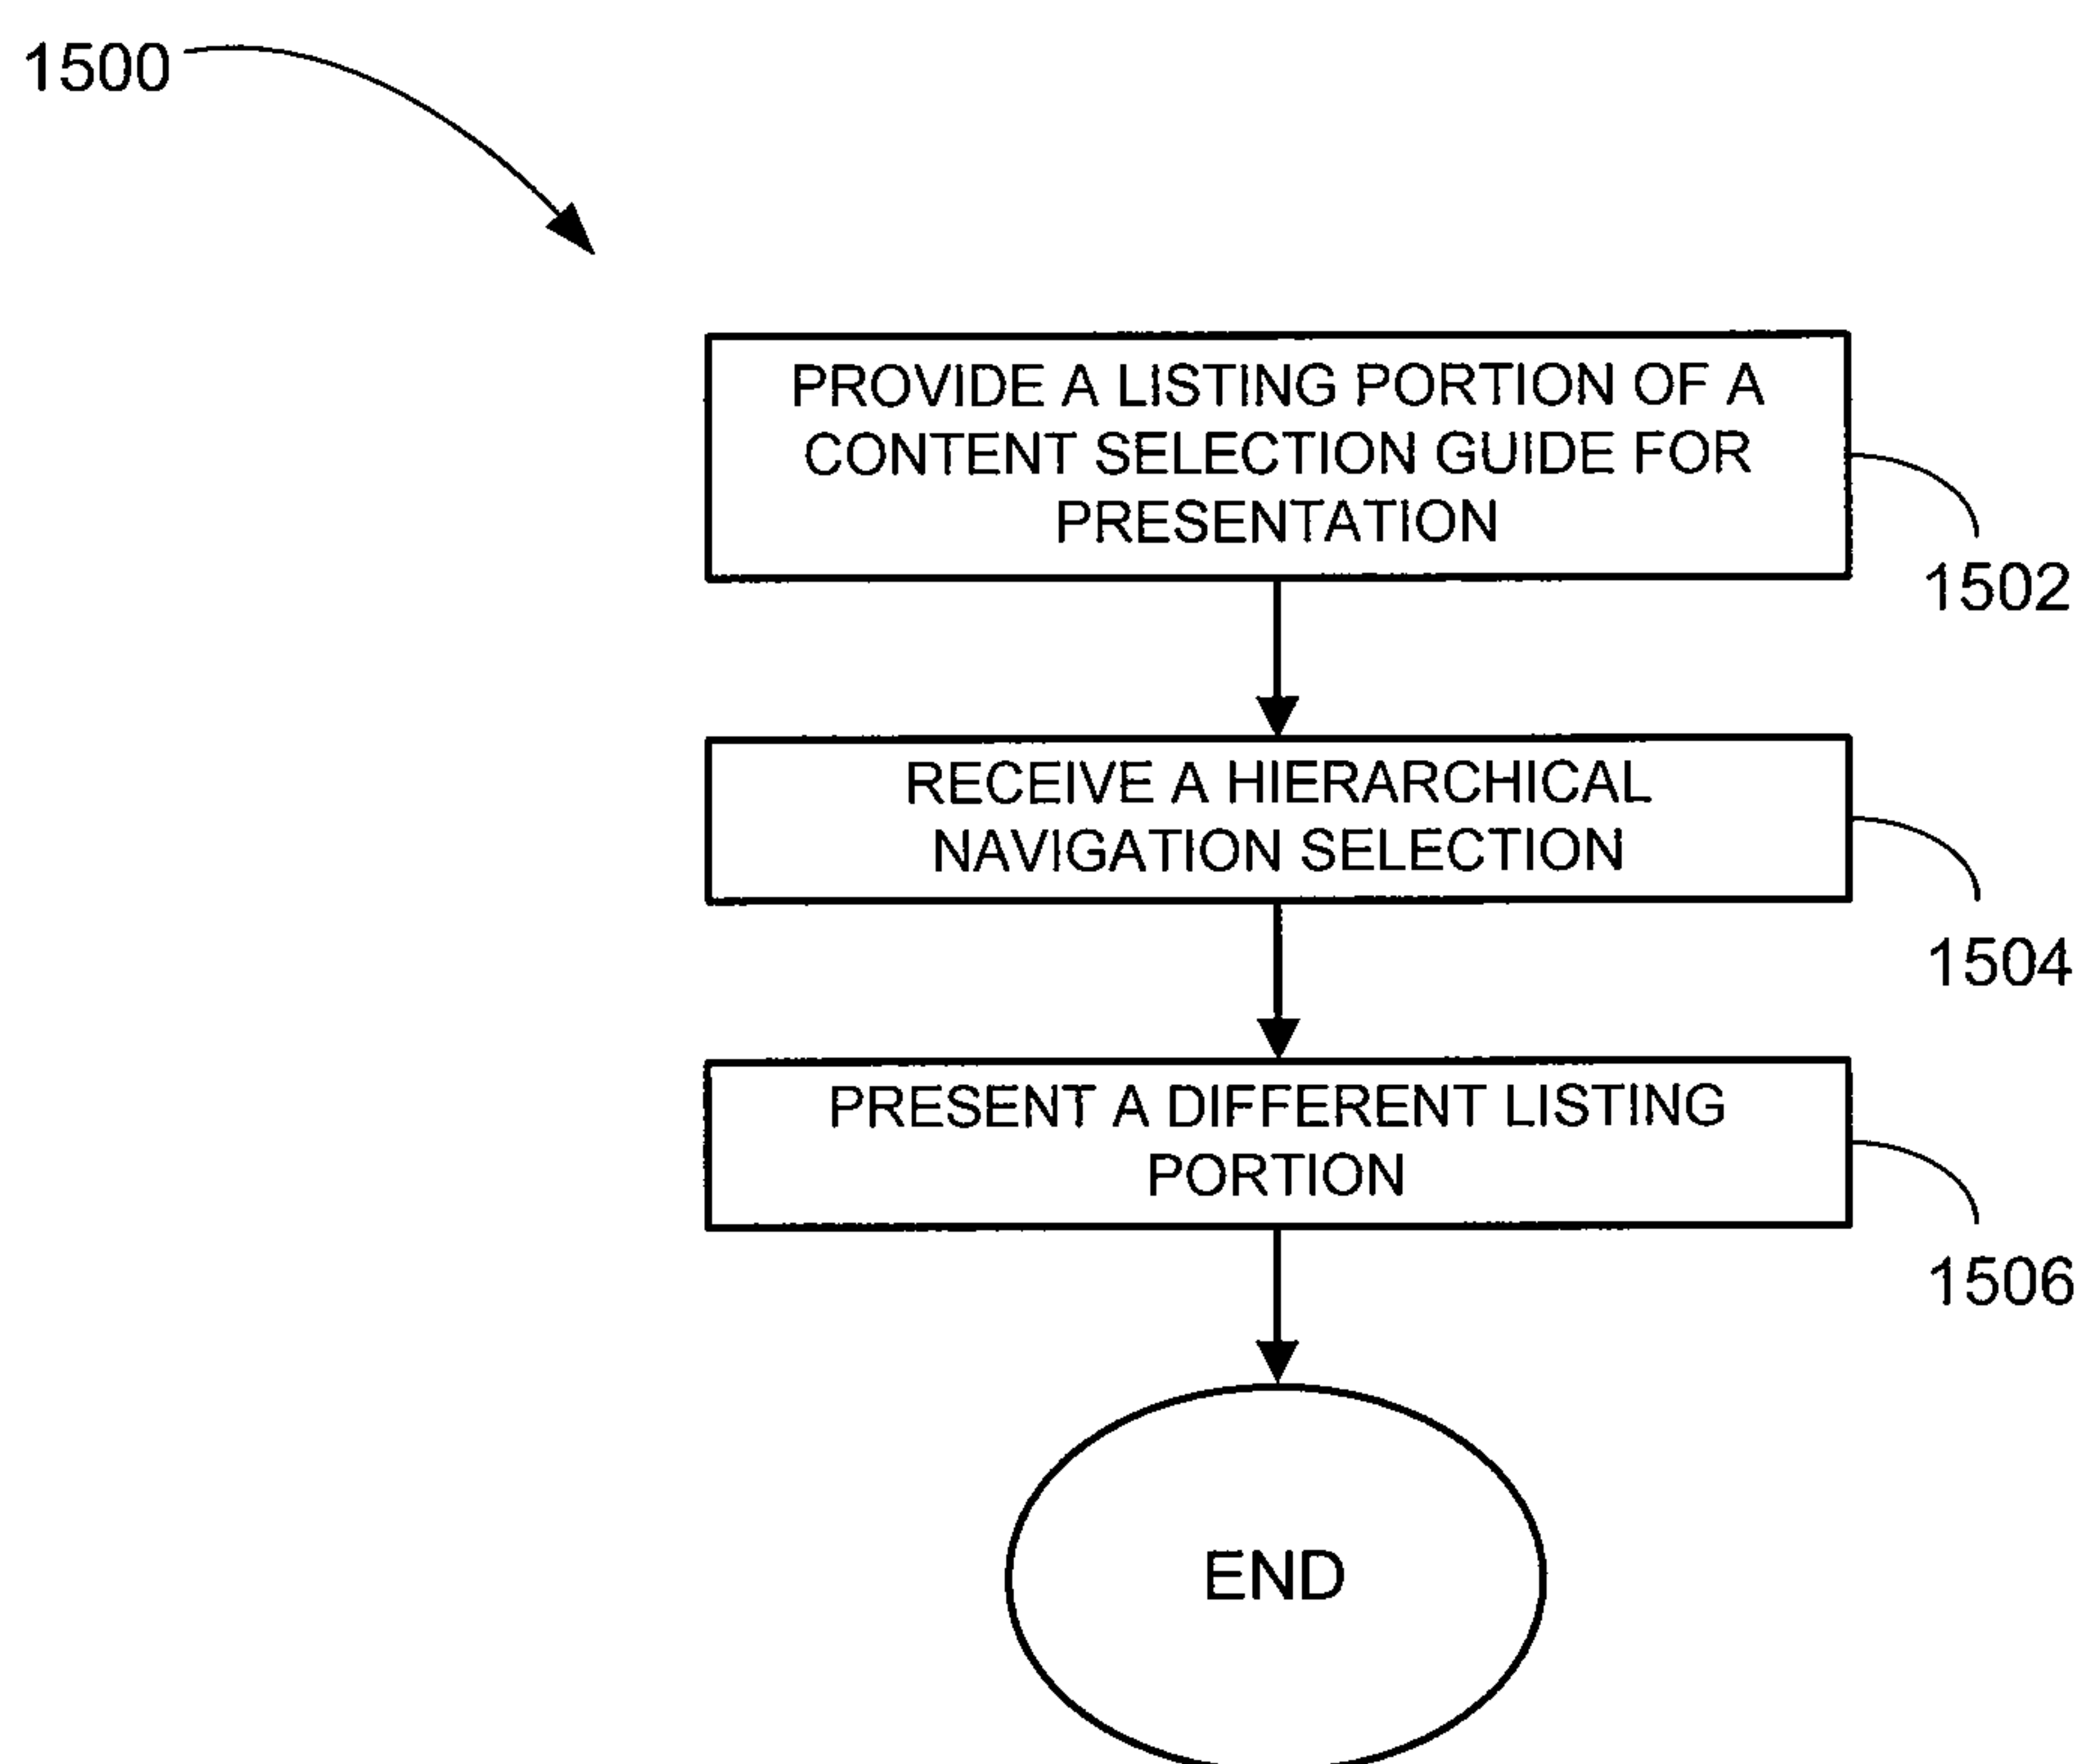 1500
PROVIDE A LISTING PORTION OF A
CONTENT SELECTION GUIDE FOR
PRESENTATION
1502
RECEIVE A HIERARCHICAL
NAVIGATION SELECTION
1504
PRESENT A DIFFERENT LISTING
PORTION
1506
END